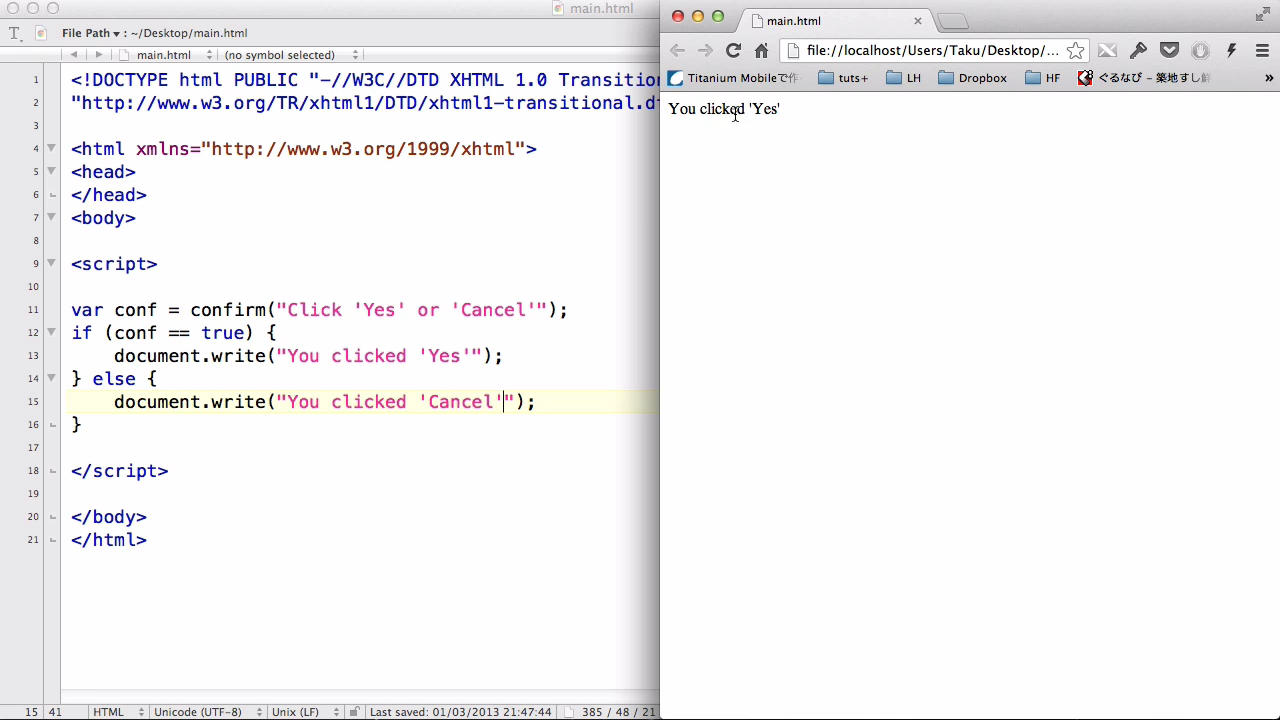 main.html
File Path ▾ : ~/Desktop/main.html
main.html (no symbol selected)
1 <!DOCTYPE html PUBLIC "-//W3C//DTD XHTML 1.0 Transition
2 "http://www.w3.org/TR/xhtml1/DTD/xhtml1-transitional.dt
3
4 <html xmlns="http://www.w3.org/1999/xhtml">
5 <head>
6 </head>
7 <body>
8
9 <script>
10
11 var conf = confirm("Click 'Yes' or 'Cancel'");
12 if (conf == true) {
13 document.write("You clicked 'Yes'");
14 } else {
15 document.write("You clicked 'Cancel'");
16 }
17
18 </script>
19
20 </body>
21 </html>
15 41 HTML Unicode (UTF-8) Unix (LF) Last saved: 01/03/2013 21:47:44 385 / 48 / 21
main.html
file://localhost/Users/Taku/Desktop/...
Titanium Mobileで作 tuts+ LH Dropbox HF ぐるなび - 築地すし鮮 »
You clicked 'Yes'